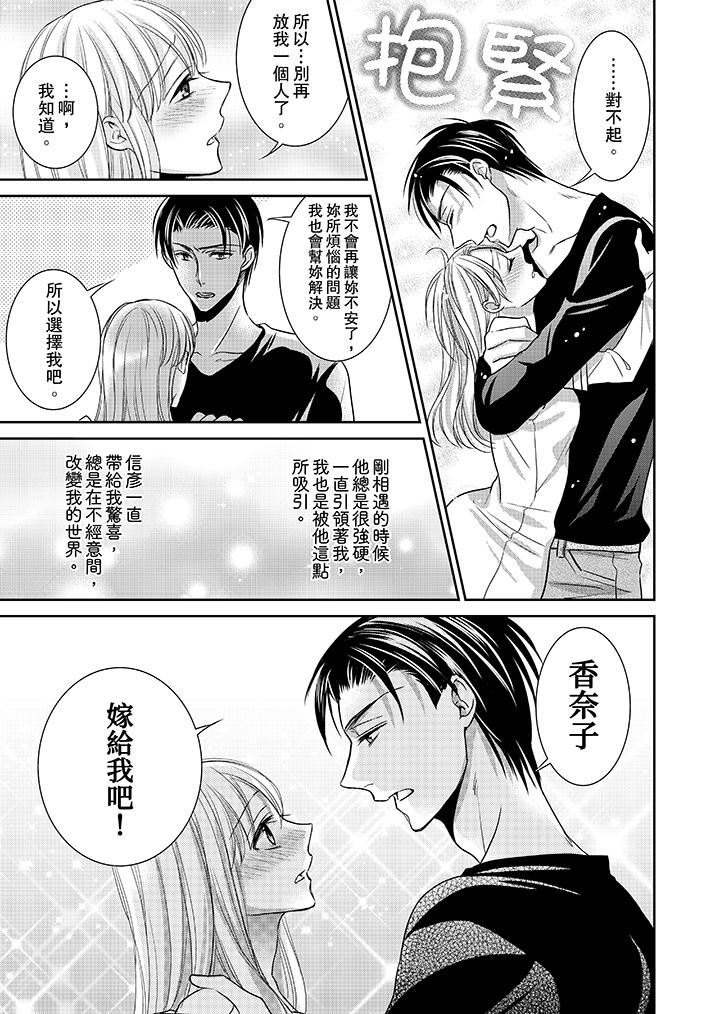 抱緊
……對不起。
所以…別再
放我一個人了。
…啊，
我知道。
我不會再讓妳不安了，
妳所煩惱的問題
我也會幫妳解決。
所以選擇我吧。
剛相遇的時候
他總是很強硬，
一直引領著我，
我也是被他這點
所吸引。
信彥一直
帶給我驚喜，
總是在不經意間，
改變我的世界。
香奈子
嫁給我吧！